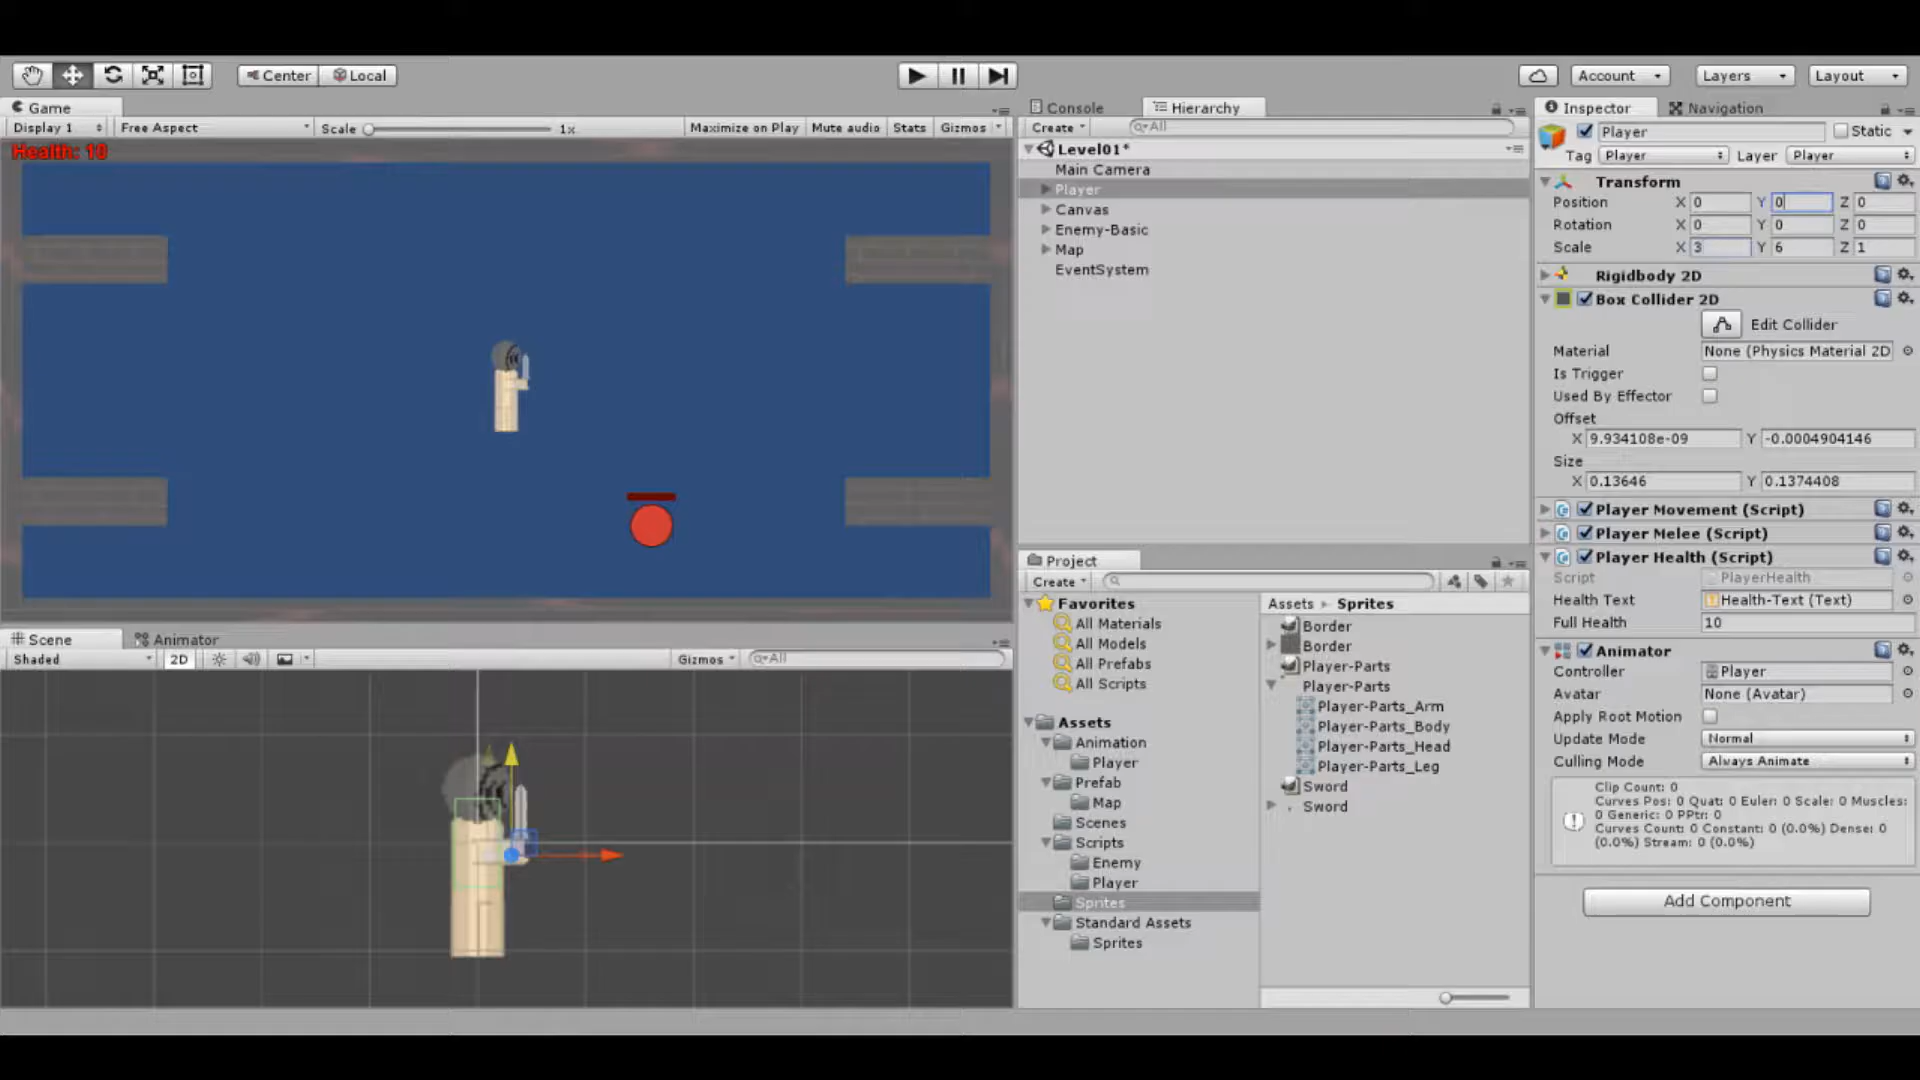 Center Local
Account Layers Layout
Game
Display 1 Free Aspect Scale 1x Maximize on Play Mute audio Stats Gizmos
Health: 10
Console Hierarchy
Create All
Level01*
Main Camera
Player
Canvas
Enemy-Basic
Map
EventSystem
Scene Animator
Shaded 2D Gizmos All
Project
Create
Favorites
All Materials
All Models
All Prefabs
All Scripts
Assets
Animation
Player
Prefab
Map
Scenes
Scripts
Enemy
Player
Sprites
Standard Assets
Sprites
Assets Sprites
Border
Border
Player-Parts
Player-Parts
Player-Parts_Arm
Player-Parts_Body
Player-Parts_Head
Player-Parts_Leg
Sword
Sword
Inspector Navigation
Player Static
Tag Player Layer Player
Transform
Position X 0 Y 0 Z 0
Rotation X 0 Y 0 Z 0
Scale X 3 Y 6 Z 1
Rigidbody 2D
Box Collider 2D
Edit Collider
Material None (Physics Material 2D
Is Trigger
Used By Effector
Offset
X 9.934108e-09 Y -0.0004904146
Size
X 0.13646 Y 0.1374408
Player Movement (Script)
Player Melee (Script)
Player Health (Script)
Script PlayerHealth
Health Text Health-Text (Text)
Full Health 10
Animator
Controller Player
Avatar None (Avatar)
Apply Root Motion
Update Mode Normal
Culling Mode Always Animate
Clip Count: 0
Curves Pos: 0 Quat: 0 Euler: 0 Scale: 0 Muscles:
0 Generic: 0 PPtr: 0
Curves Count: 0 Constant: 0 (0.0%) Dense: 0
(0.0%) Stream: 0 (0.0%)
Add Component